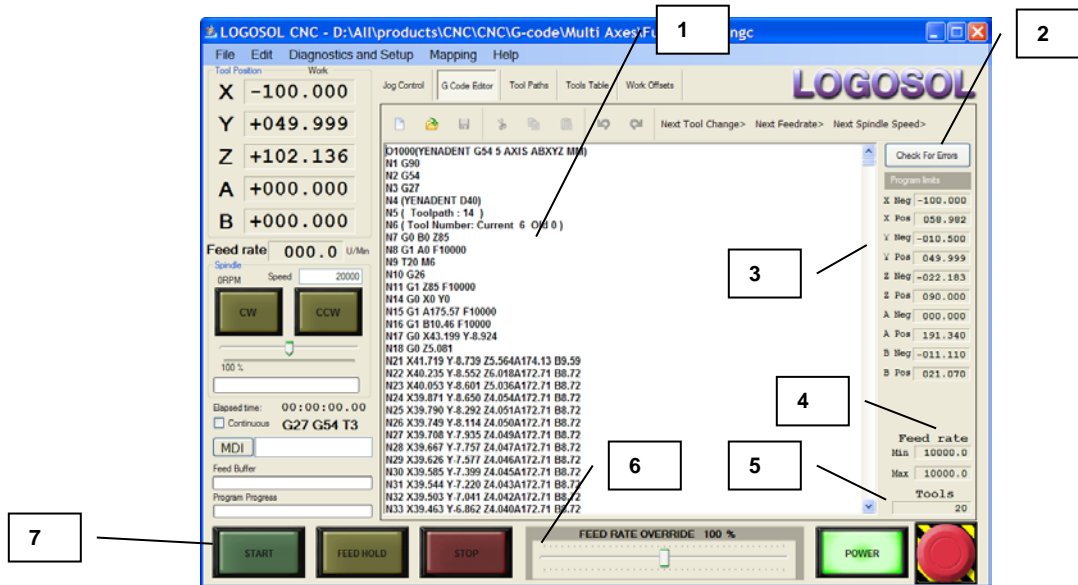 LOGOSOL CNC - D:\All\products\CNC\CNC\G-code\Multi Axes\Fu ngc
1
2
File Edit Diagnostics and Setup Mapping Help
Tool Position Work
X -100.000
Y +049.999
Z +102.136
A +000.000
B +000.000
Feed rate 000.0 U/Min
Spindle
0RPM Speed 20000
CW CCW
100 %
Elapsed time: 00:00:00.00
Continuous G27 G54 T3
MDI
Feed Buffer
Program Progress
Jog Control G Code Editor Tool Paths Tools Table Work Offsets
LOGOSOL
Next Tool Change> Next Feedrate> Next Spindle Speed>
O1000(YENADENT G54 5 AXIS ABXYZ MM)
N1 G90
N2 G54
N3 G27
N4 (YENADENT D40)
N5 ( Toolpath : 14 )
N6 ( Tool Number: Current 6 Old 0 )
N7 G0 B0 Z85
N8 G1 A0 F10000
N9 T20 M6
N10 G26
N11 G1 Z85 F10000
N14 G0 X0 Y0
N15 G1 A175.57 F10000
N16 G1 B10.46 F10000
N17 G0 X43.199 Y-8.924
N18 G0 Z5.081
N21 X41.719 Y-8.739 Z5.564A174.13 B9.59
N22 X40.235 Y-8.552 Z6.018A172.71 B8.72
N23 X40.053 Y-8.601 Z5.036A172.71 B8.72
N24 X39.871 Y-8.650 Z4.054A172.71 B8.72
N25 X39.790 Y-8.292 Z4.051A172.71 B8.72
N26 X39.749 Y-8.114 Z4.050A172.71 B8.72
N27 X39.708 Y-7.935 Z4.049A172.71 B8.72
N28 X39.667 Y-7.757 Z4.047A172.71 B8.72
N29 X39.626 Y-7.577 Z4.046A172.71 B8.72
N30 X39.585 Y-7.399 Z4.045A172.71 B8.72
N31 X39.544 Y-7.220 Z4.043A172.71 B8.72
N32 X39.503 Y-7.041 Z4.042A172.71 B8.72
N33 X39.463 Y-6.862 Z4.040A172.71 B8.72
Check For Errors
Program limits
X Neg -100.000
X Pos 058.982
Y Neg -010.500
Y Pos 049.999
Z Neg -022.183
Z Pos 090.000
A Neg 000.000
A Pos 191.340
B Neg -011.110
B Pos 021.070
3
4
Feed rate
Min 10000.0
Max 10000.0
5
Tools
20
6
7
START FEED HOLD STOP
FEED RATE OVERRIDE 100 %
POWER